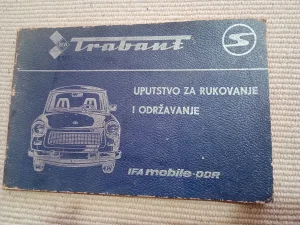 Trabant
UPUTSTVO ZA RUKOVANJE
I ODRŽAVANJE
IFA mobile-DDR